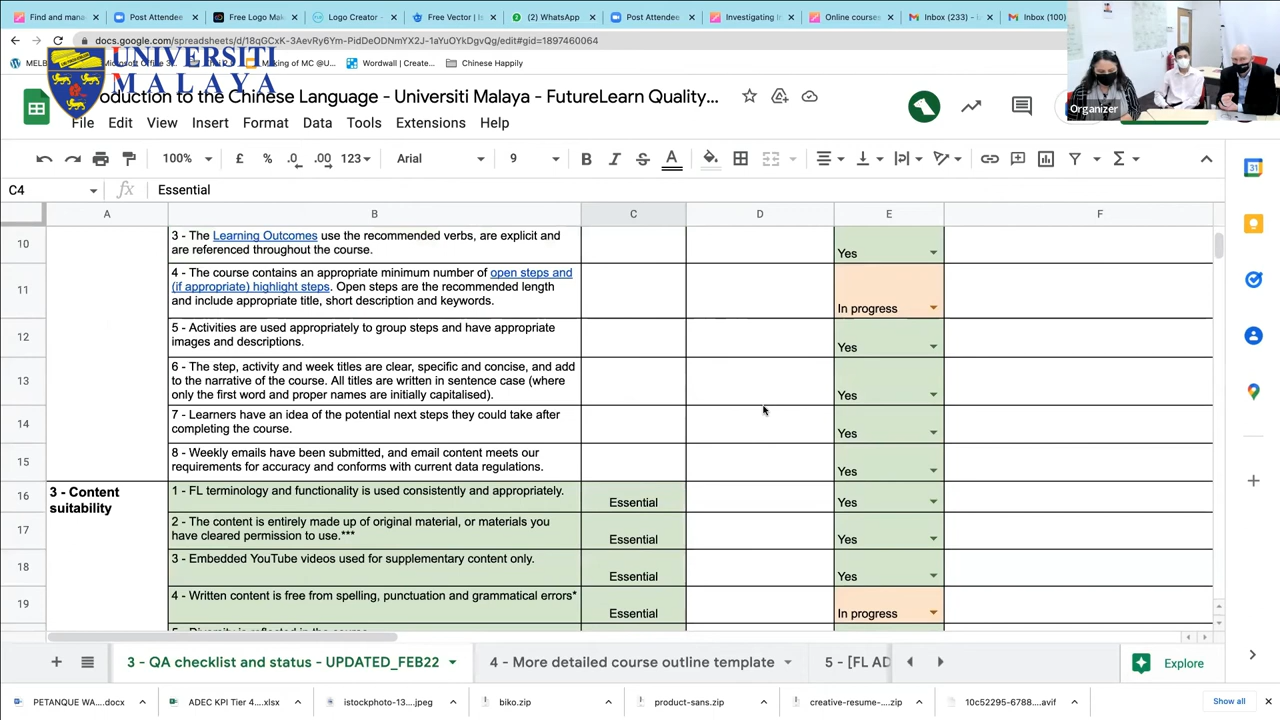 Find and mana
Post Attendee
Free Logo Mak
Logo Creator -
Free Vector | Is
(2) WhatsApp
Post Attendee
Investigating In
Online courses
Inbox (233) - i
Inbox (100)
docs.google.com/spreadsheets/d/18qGCxX-3AevRy6Ym-PidDeODNmYX2J-1aYuOYkDgvQg/edit#gid=1897460064
UNIVERSITI
MALAYA
Making of MC @U...
Wordwall | Create...
Chinese Happily
oduction to the Chinese Language - Universiti Malaya - FutureLearn Quality...
Organizer
File Edit View Insert Format Data Tools Extensions Help
100% £ % .0 .00 123 Arial 9 B I S A
C4 fx Essential
A B C D E F
10 3 - The Learning Outcomes use the recommended verbs, are explicit and
are referenced throughout the course. Yes
11 4 - The course contains an appropriate minimum number of open steps and
(if appropriate) highlight steps. Open steps are the recommended length
and include appropriate title, short description and keywords. In progress
12 5 - Activities are used appropriately to group steps and have appropriate
images and descriptions. Yes
13 6 - The step, activity and week titles are clear, specific and concise, and add
to the narrative of the course. All titles are written in sentence case (where
only the first word and proper names are initially capitalised). Yes
14 7 - Learners have an idea of the potential next steps they could take after
completing the course. Yes
15 8 - Weekly emails have been submitted, and email content meets our
requirements for accuracy and conforms with current data regulations. Yes
16 3 - Content
suitability
1 - FL terminology and functionality is used consistently and appropriately. Essential Yes
17 2 - The content is entirely made up of original material, or materials you
have cleared permission to use.*** Essential Yes
18 3 - Embedded YouTube videos used for supplementary content only. Essential Yes
19 4 - Written content is free from spelling, punctuation and grammatical errors* Essential In progress
3 - QA checklist and status - UPDATED_FEB22
4 - More detailed course outline template
5 - [FL AD
Explore
PETANQUE WA....docx
ADEC KPI Tier 4....xlsx
istockphoto-13....jpeg
biko.zip
product-sans.zip
creative-resume-....zip
10c52295-6788....avif
Show all